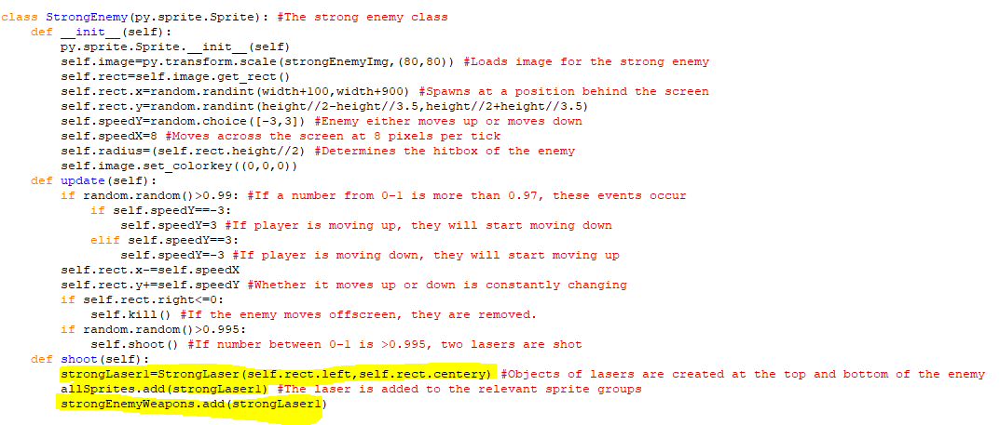 class StrongEnemy(py.sprite.Sprite): #The strong enemy class
    def __init__(self):
        py.sprite.Sprite.__init__(self)
        self.image=py.transform.scale(strongEnemyImg,(80,80)) #Loads image for the strong enemy
        self.rect=self.image.get_rect()
        self.rect.x=random.randint(width+100,width+900) #Spawns at a position behind the screen
        self.rect.y=random.randint(height//2-height//3.5,height//2+height//3.5)
        self.speedY=random.choice([-3,3]) #Enemy either moves up or moves down
        self.speedX=8 #Moves across the screen at 8 pixels per tick
        self.radius=(self.rect.height//2) #Determines the hitbox of the enemy
        self.image.set_colorkey((0,0,0))
    def update(self):
        if random.random()>0.99: #If a number from 0-1 is more than 0.97, these events occur
            if self.speedY==-3:
                self.speedY=3 #If player is moving up, they will start moving down
            elif self.speedY==3:
                self.speedY=-3 #If player is moving down, they will start moving up
        self.rect.x-=self.speedX
        self.rect.y+=self.speedY #Whether it moves up or down is constantly changing
        if self.rect.right<=0:
            self.kill() #If the enemy moves offscreen, they are removed.
        if random.random()>0.995:
            self.shoot() #If number between 0-1 is >0.995, two lasers are shot
    def shoot(self):
        strongLaser1=StrongLaser(self.rect.left,self.rect.centery) #Objects of lasers are created at the top and bottom of the enemy
        allSprites.add(strongLaser1) #The laser is added to the relevant sprite groups
        strongEnemyWeapons.add(strongLaser1)